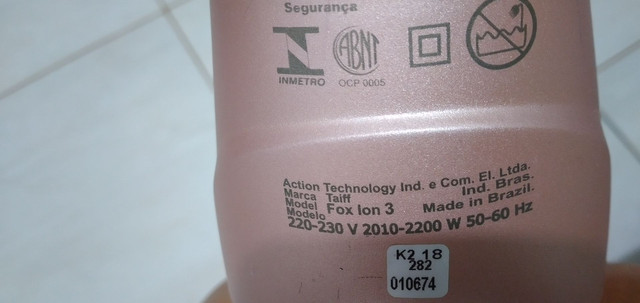 Segurança
ABNT
INMETRO
OCP 0005
Action Technology Ind. e Com. El. Ltda.
Marca Taiff Ind. Bras.
Model
Modelo Fox Ion 3 Made in Brazil.
220-230 V 2010-2200 W 50-60 Hz
K2 18
282
010674